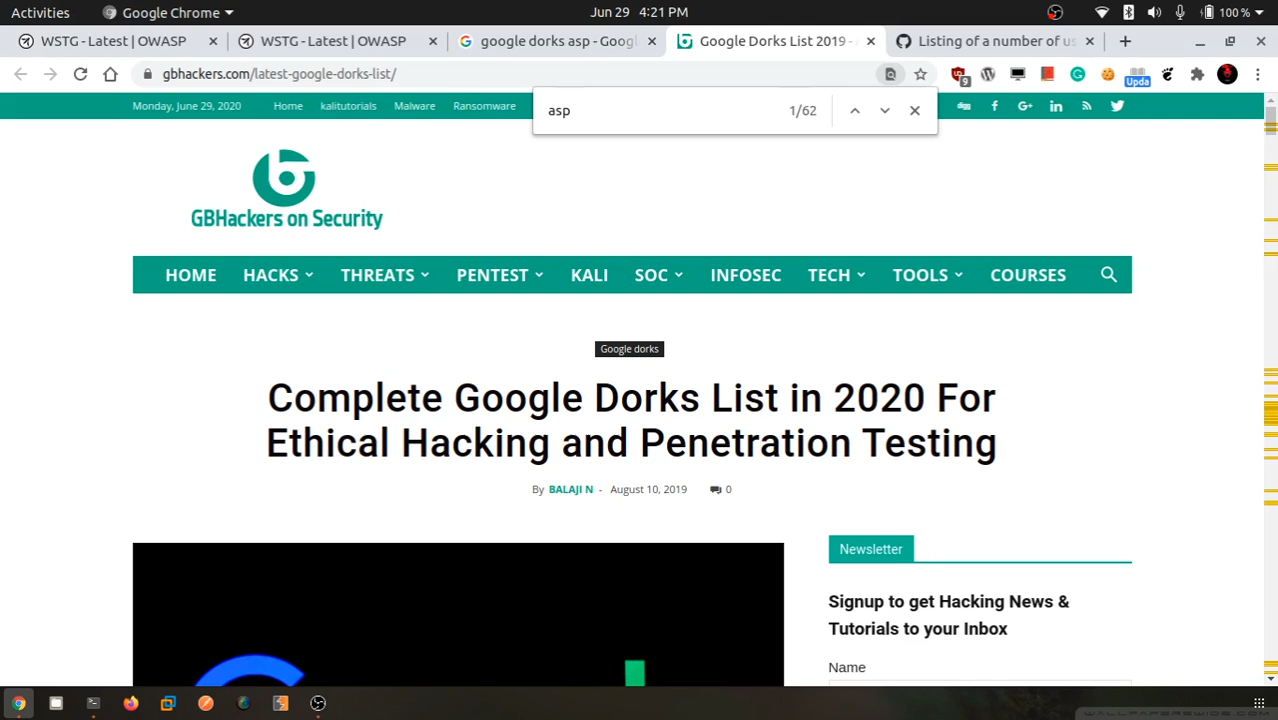 Activities Google Chrome Jun 29 4:21 PM 100 %
WSTG - Latest | OWASP WSTG - Latest | OWASP google dorks asp - Goog Google Dorks List 2019 - Listing of a number of us
gbhackers.com/latest-google-dorks-list/ 9 Upda
Monday, June 29, 2020 Home kalitutorials Malware Ransomware
asp 1/62
GBHackers on Security
HOME HACKS THREATS PENTEST KALI SOC INFOSEC TECH TOOLS COURSES
Google dorks
Complete Google Dorks List in 2020 For
Ethical Hacking and Penetration Testing
By BALAJI N - August 10, 2019 0
Newsletter
Signup to get Hacking News &
Tutorials to your Inbox
Name
WALLPAPERSWIDE.COM